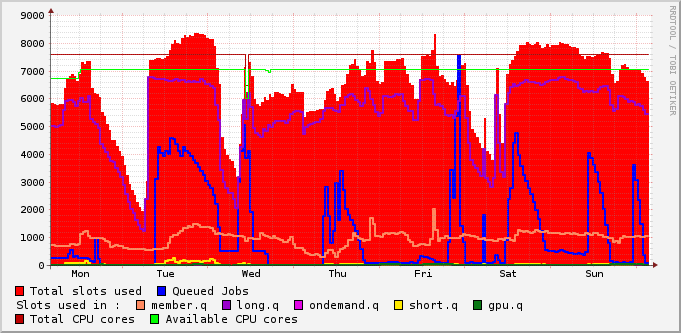 RRDTOOL / TOBI OETIKER
9000
8000
7000
6000
5000
4000
3000
2000
1000
0
Mon Tue Wed Thu Fri Sat Sun
Total slots used Queued Jobs
Slots used in : member.q long.q ondemand.q short.q gpu.q
Total CPU cores Available CPU cores